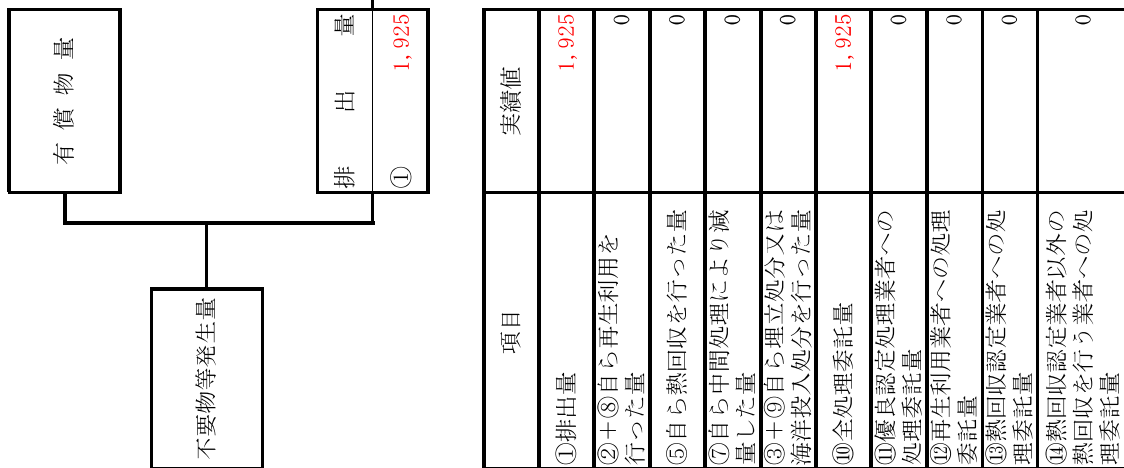 有償物量
排出量
① 1,925
不要物等発生量
項目 実績値
①排出量 1,925
②+⑧自ら再生利用を
行った量 0
⑤自ら熱回収を行った量 0
⑦自ら中間処理により減
量した量 0
③+⑨自ら埋立処分又は
海洋投入処分を行った量 0
⑩全処理委託量 1,925
⑪優良認定処理業者への
処理委託量 0
⑫再生利用業者への処理
委託量 0
⑬熱回収認定業者への処
理委託量 0
⑭熱回収認定業者以外の
熱回収を行う業者への処
理委託量 0